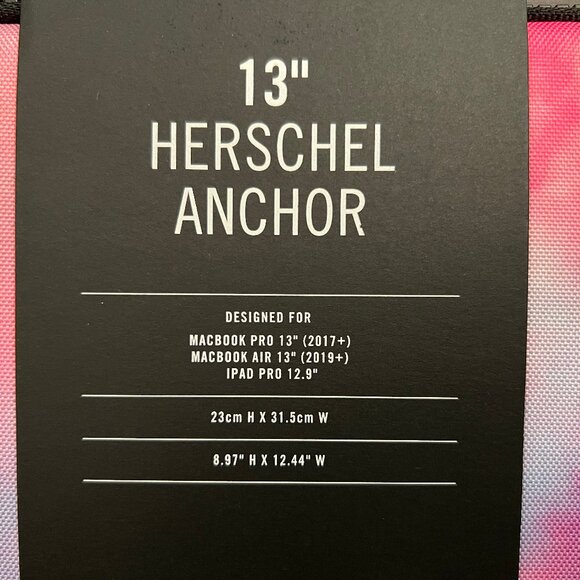 13"
HERSCHEL
ANCHOR
DESIGNED FOR
MACBOOK PRO 13" (2017+)
MACBOOK AIR 13" (2019+)
IPAD PRO 12.9"
23cm H X 31.5cm W
8.97" H X 12.44" W